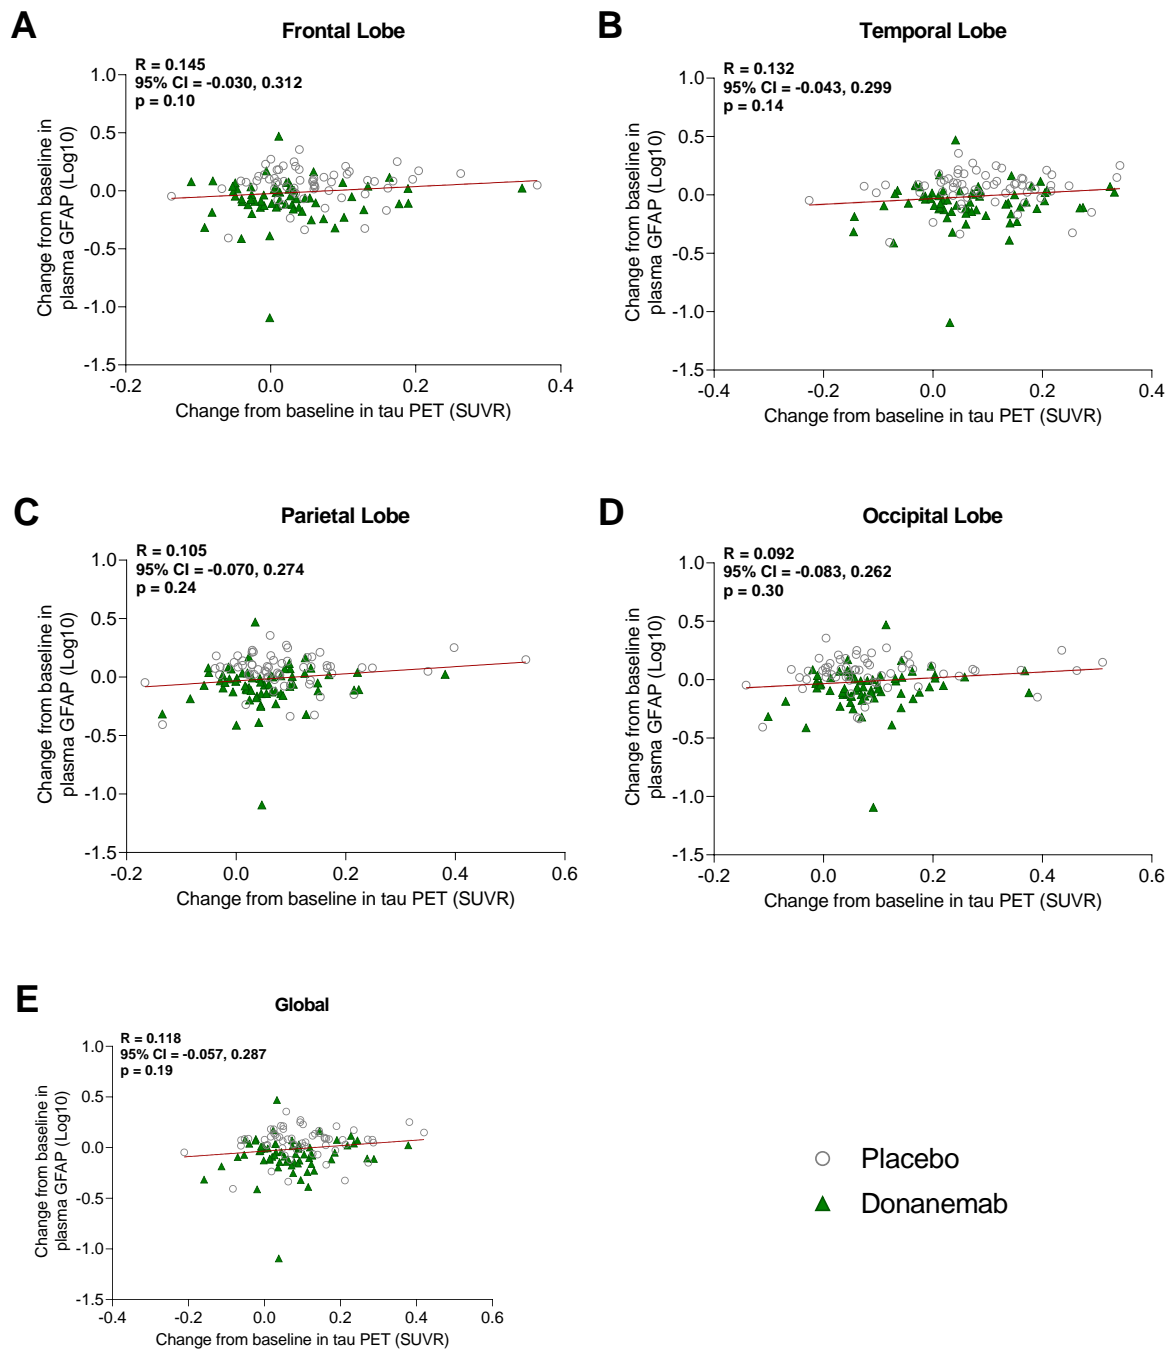 A
Frontal Lobe
R = 0.145
95% CI = -0.030, 0.312
p = 0.10
1.0
0.5
0.0
-0.5
-1.0
-1.5
Change from baseline in
plasma GFAP (Log10)
-0.2
0.0
0.2
0.4
Change from baseline in tau PET (SUVR)
B
Temporal Lobe
R = 0.132
95% CI = -0.043, 0.299
p = 0.14
1.0
0.5
0.0
-0.5
-1.0
-1.5
Change from baseline in
plasma GFAP (Log10)
-0.4
-0.2
0.0
0.2
0.4
Change from baseline in tau PET (SUVR)
C
Parietal Lobe
R = 0.105
95% CI = -0.070, 0.274
p = 0.24
1.0
0.5
0.0
-0.5
-1.0
-1.5
Change from baseline in
plasma GFAP (Log10)
-0.2
0.0
0.2
0.4
0.6
Change from baseline in tau PET (SUVR)
D
Occipital Lobe
R = 0.092
95% CI = -0.083, 0.262
p = 0.30
1.0
0.5
0.0
-0.5
-1.0
-1.5
Change from baseline in
plasma GFAP (Log10)
-0.2
0.0
0.2
0.4
0.6
Change from baseline in tau PET (SUVR)
E
Global
R = 0.118
95% CI = -0.057, 0.287
p = 0.19
1.0
0.5
0.0
-0.5
-1.0
-1.5
Change from baseline in
plasma GFAP (Log10)
-0.4
-0.2
0.0
0.2
0.4
0.6
Change from baseline in tau PET (SUVR)
Placebo
Donanemab